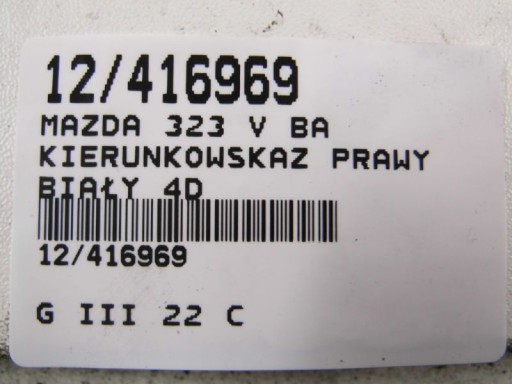 12/416969
MAZDA 323 V BA
KIERUNKOWSKAZ PRAWY
BIAŁY 4D
12/416969
G III 22 C